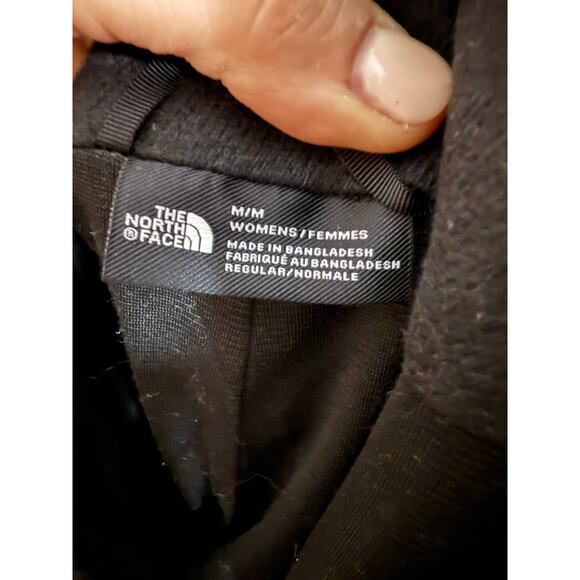 THE
NORTH
®FACE
M/M
WOMENS/FEMMES
MADE IN BANGLADESH
FABRIQUÉ AU BANGLADESH
REGULAR/NORMALE